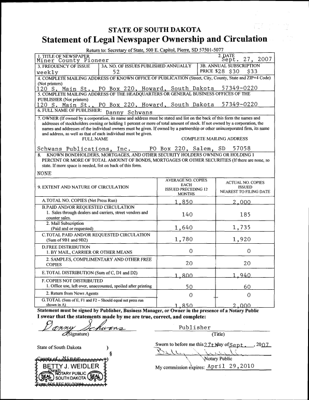 STATE OF SOUTH DAKOTA
Statement of Legal Newspaper Ownership and Circulation
Return to: Secretary of State, 500 E. Capitol, Pierre, SD 57501-5077
1. TITLE OF NEWSPAPER
Miner County Pioneer
2. DATE
Sept. 27, 2007
3. FREQUENCY OF ISSUE
weekly
3A. NO. OF ISSUES PUBLISHED ANNUALLY
52
3B. ANNUAL SUBSCRIPTION
PRICE $28 $30 $33
4. COMPLETE MAILING ADDRESS OF KNOWN OFFICE OF PUBLICATION (Street, City, County, State and ZIP+4 Code)
(Not printers)
120 S. Main St., PO Box 220, Howard, South Dakota 57349-0220
5. COMPLETE MAILING ADDRESS OF THE HEADQUARTERS OR GENERAL BUSINESS OFFICES OF THE
PUBLISHER (Not printers)
120 S. Main St., PO Box 220, Howard, South Dakota 57349-0220
6. FULL NAME OF PUBLISHER:
Danny Schwans
7. OWNER (If owned by a corporation, its name and address must be stated and list on the back of this form the names and
addresses of stockholders owning or holding 1 percent or more of total amount of stock. If not owned by a corporation, the
names and addresses of the individual owners must be given. If owned by a partnership or other unincorporated firm, its name
and address, as well as that of each individual must be given.
FULL NAME COMPLETE MAILING ADDRESS
Schwans Publications, Inc. PO Box 220, Salem, SD 57058
8. KNOWN BONDHOLDERS, MORTGAGES, AND OTHER SECURITY HOLDERS OWNING OR HOLDING 1
PERCENT OR MORE OF TOTAL AMOUNT OF BONDS, MORTGAGES OR OTHER SECURITIES (If there are none, so
state. If more space is needed, list on back of this form.
NONE
9. EXTENT AND NATURE OF CIRCULATION
AVERAGE NO. COPIES
EACH
ISSUED PRECEDING 12
MONTHS
ACTUAL NO. COPIES
ISSUED
NEAREST TO FILING DATE
A. TOTAL NO. COPIES (Net Press Run) 1,850 2,000
B. PAID AND/OR REQUESTED CIRCULATION
1. Sales through dealers and carriers, street vendors and
counter sales. 140 185
2. Mail Subscription
(Paid and or requested) 1,640 1,735
C. TOTAL PAID AND/OR REQUESTED CIRCULATION
(Sum of 9B1 and 9B2) 1,780 1,920
D. FREE DISTRIBUTION
1. BY MAIL, CARRIER OR OTHER MEANS 0 0
2. SAMPLES, COMPLIMENTARY AND OTHER FREE
COPIES 20 20
E. TOTAL DISTRIBUTION (Sum of C, D1 and D2) 1,800 1,940
F. COPIES NOT DISTRIBUTED
1. Office use, left over, unaccounted, spoiled after printing 50 60
2. Return from News Agents 0 0
G. TOTAL (Sum of E, F1 and F2 – Should equal net press run
shown in A) 1,850 2,000
Statement must be signed by Publisher, Business Manager, or Owner in the presence of a Notary Public
I swear that the statements made by me are true, correct, and complete:
Danny Schwans Publisher
(Signature) (Title)
State of South Dakota )
§
Sworn to before me this 27th day of Sept., 2007
County of Miner
Notary Public
My commission expires: April 29, 2010
BETTY J. WEIDLER
NOTARY PUBLIC
SOUTH DAKOTA
SEAL
SEAL